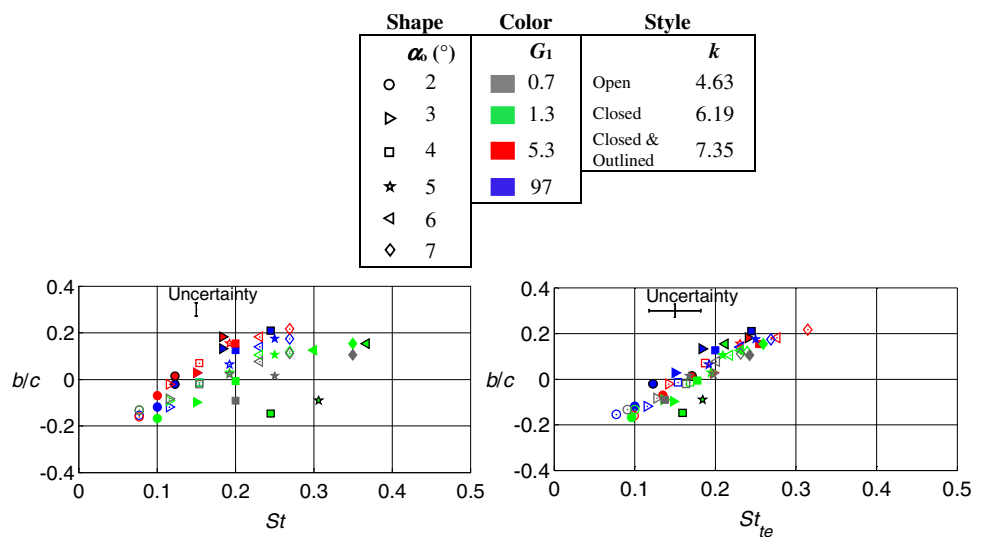 Shape Color Style
αₒ (°) G₁ k
2 0.7 Open 4.63
3 1.3 Closed 6.19
4 5.3 Closed & Outlined 7.35
5 97
6
7
0.4
0.2
0
-0.2
-0.4
b/c
Uncertainty
0 0.1 0.2 0.3 0.4 0.5
St
0.4
0.2
0
-0.2
-0.4
b/c
Uncertainty
0 0.1 0.2 0.3 0.4 0.5
Stₜₑ